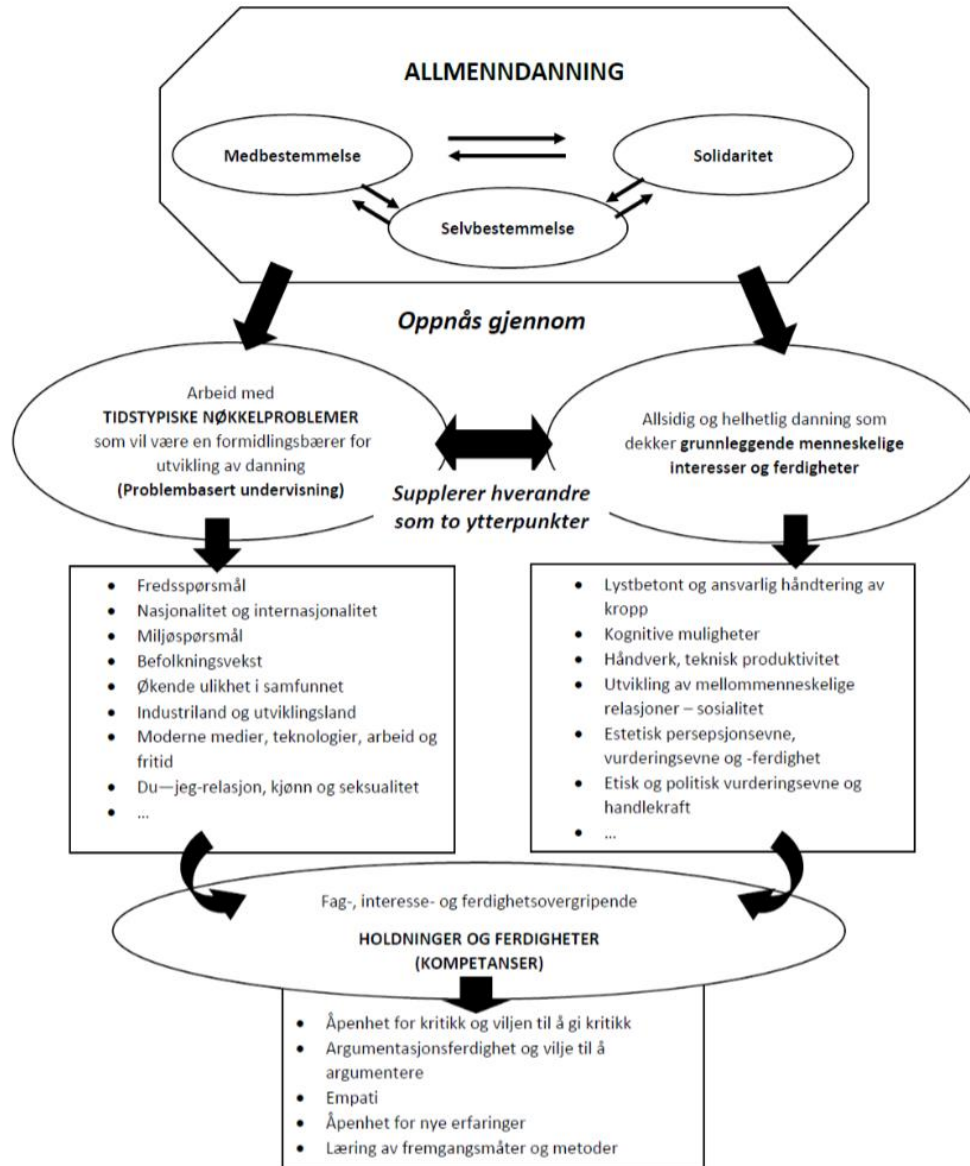 ALLMENNDANNING
Medbestemmelse
Solidaritet
Selvbestemmelse
Oppnås gjennom
Arbeid med
TIDSTYPISKE NØKKELPROBLEMER
som vil være en formidlingsbærer for
utvikling av danning
(Problembasert undervisning)
Allsidig og helhetlig danning som
dekker grunnleggende menneskelige
interesser og ferdigheter
Supplerer hverandre
som to ytterpunkter
• Fredsspørsmål
• Nasjonalitet og internasjonalitet
• Miljøspørsmål
• Befolkningsvekst
• Økende ulikhet i samfunnet
• Industriland og utviklingsland
• Moderne medier, teknologier, arbeid og
fritid
• Du—jeg-relasjon, kjønn og seksualitet
• ...
• Lystbetont og ansvarlig håndtering av
kropp
• Kognitive muligheter
• Håndverk, teknisk produktivitet
• Utvikling av mellommenneskelige
relasjoner – sosialitet
• Estetisk persepsjonsevne,
vurderingsevne og -ferdighet
• Etisk og politisk vurderingsevne og
handlekraft
• ...
Fag-, interesse- og ferdighetsovergripende
HOLDNINGER OG FERDIGHETER
(KOMPETANSER)
• Åpenhet for kritikk og viljen til å gi kritikk
• Argumentasjonsferdighet og vilje til å
argumentere
• Empati
• Åpenhet for nye erfaringer
• Læring av fremgangsmåter og metoder